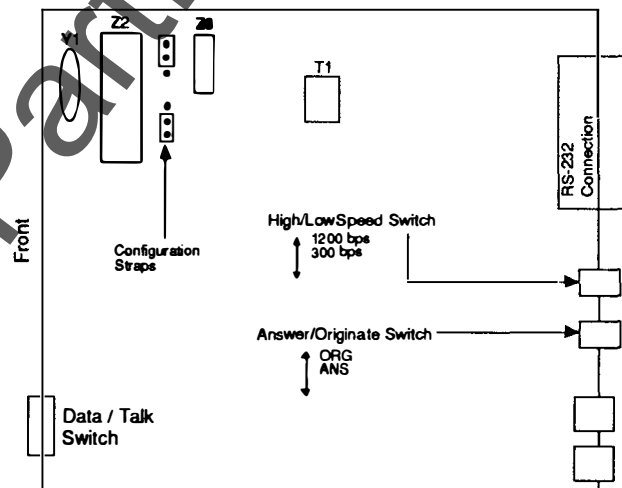 Y1
Z2
T1
RS-232
Connection
Front
Configuration
Straps
High/LowSpeed Switch
1200 bps
300 bps
Answer/Originate Switch
ORG
ANS
Data / Talk
Switch